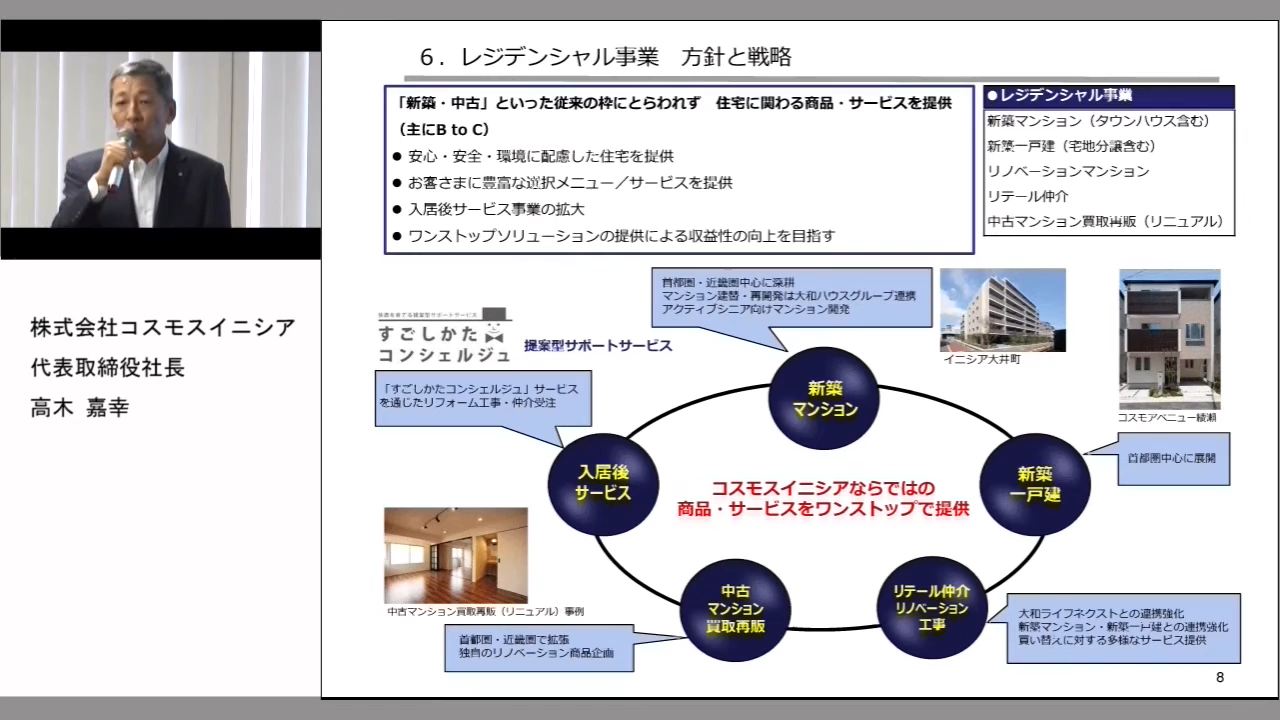 株式会社コスモスイニシア
代表取締役社長
高木 嘉幸
6．レジデンシャル事業　方針と戦略
「新築・中古」といった従来の枠にとらわれず　住宅に関わる商品・サービスを提供
（主にB to C）
● 安心・安全・環境に配慮した住宅を提供
● お客さまに豊富な選択メニュー／サービスを提供
● 入居後サービス事業の拡大
● ワンストップソリューションの提供による収益性の向上を目指す
●レジデンシャル事業
新築マンション（タウンハウス含む）
新築一戸建（宅地分譲含む）
リノベーションマンション
リテール仲介
中古マンション買取再販（リニュアル）
首都圏・近畿圏中心に深耕
マンション建替・再開発は大和ハウスグループ連携
アクティブシニア向けマンション開発
イニシア大井町
コスモアベニュー綾瀬
すごしかた
コンシェルジュ
提案型サポートサービス
「すごしかたコンシェルジュ」サービス
を通じたリフォーム工事・仲介受注
新築
マンション
入居後
サービス
新築
一戸建
首都圏中心に展開
コスモスイニシアならではの
商品・サービスをワンストップで提供
中古マンション買取再販（リニュアル）事例
中古
マンション
買取再販
リテール仲介
リノベーション
工事
首都圏・近畿圏で拡張
独自のリノベーション商品企画
大和ライフネクストとの連携強化
新築マンション・新築一戸建との連携強化
買い替えに対する多様なサービス提供
8